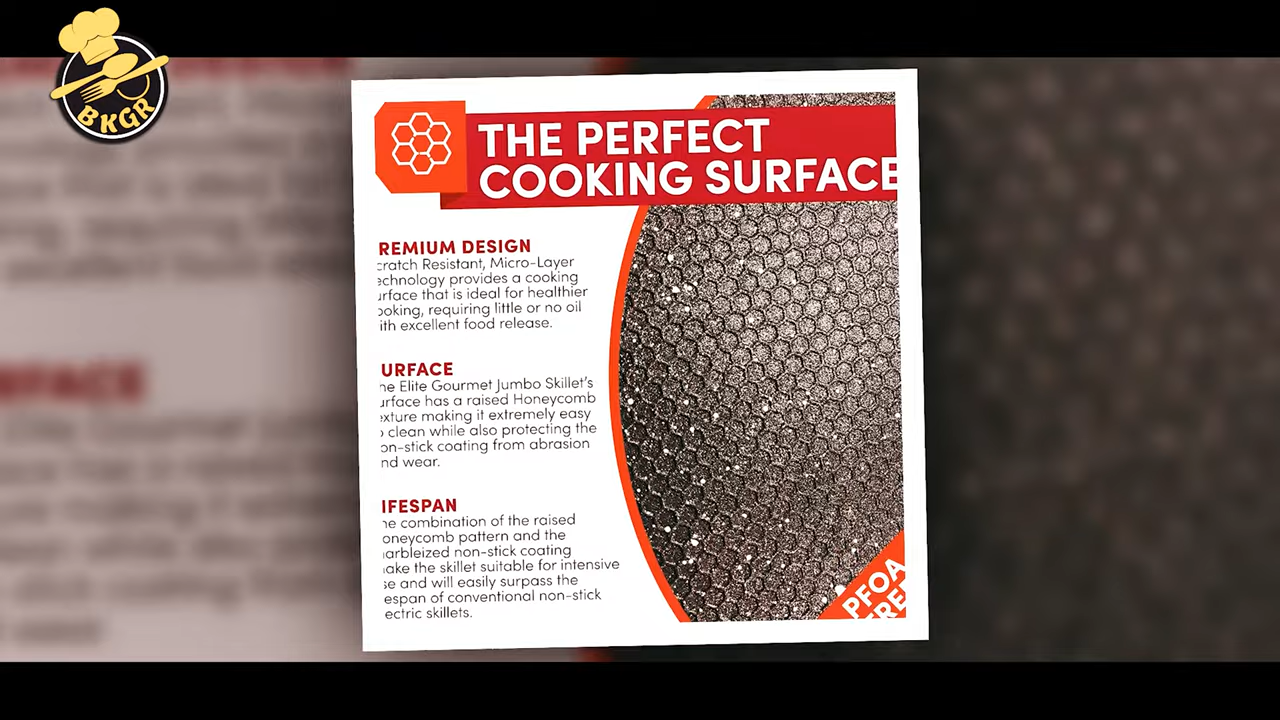 BKGR
THE PERFECT
COOKING SURFACE
REMIUM DESIGN
cratch Resistant, Micro-Layer
echnology provides a cooking
urface that is ideal for healthier
ooking, requiring little or no oil
ith excellent food release.
URFACE
he Elite Gourmet Jumbo Skillet's
urface has a raised Honeycomb
exture making it extremely easy
o clean while also protecting the
on-stick coating from abrasion
nd wear.
IFESPAN
he combination of the raised
oneycomb pattern and the
arbleized non-stick coating
ake the skillet suitable for intensive
se and will easily surpass the
espan of conventional non-stick
ectric skillets.
PFOA
FREE